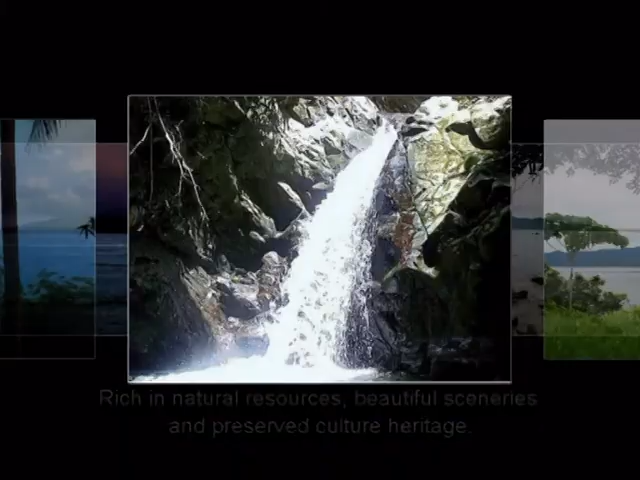 Rich in natural resources, beautiful sceneries
and preserved culture heritage.